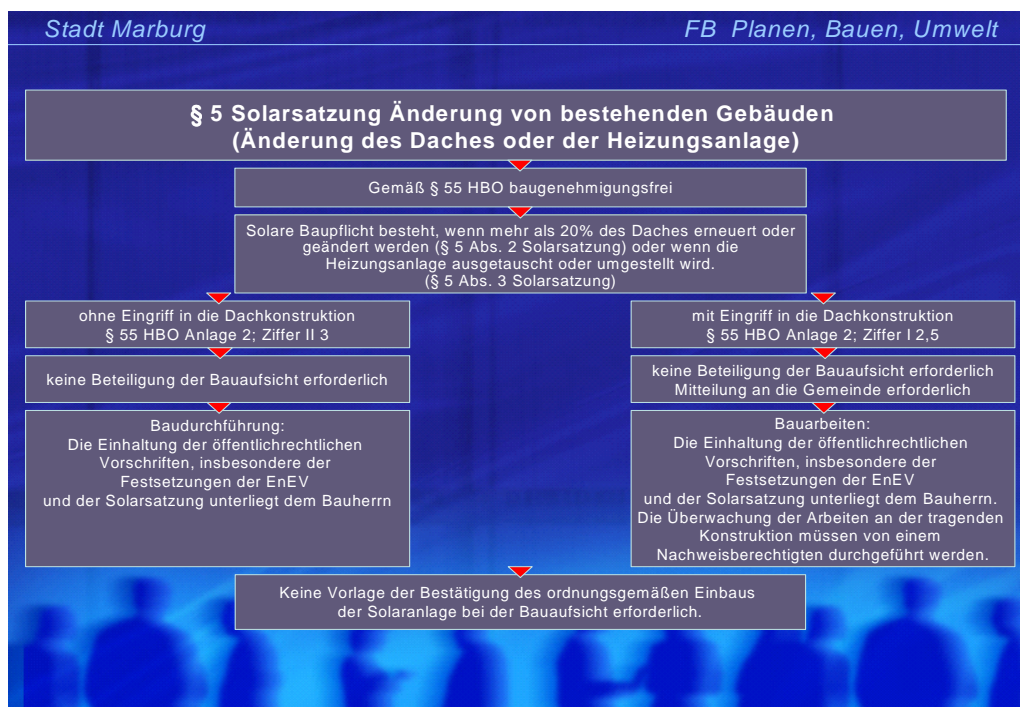 Stadt Marburg
FB Planen, Bauen, Umwelt
§ 5 Solarsatzung Änderung von bestehenden Gebäuden
(Änderung des Daches oder der Heizungsanlage)
Gemäß § 55 HBO baugenehmigungsfrei
Solare Baupflicht besteht, wenn mehr als 20% des Daches erneuert oder
geändert werden (§ 5 Abs. 2 Solarsatzung) oder wenn die
Heizungsanlage ausgetauscht oder umgestellt wird.
(§ 5 Abs. 3 Solarsatzung)
ohne Eingriff in die Dachkonstruktion
§ 55 HBO Anlage 2; Ziffer II 3
keine Beteiligung der Bauaufsicht erforderlich
Baudurchführung:
Die Einhaltung der öffentlichrechtlichen
Vorschriften, insbesondere der
Festsetzungen der EnEV
und der Solarsatzung unterliegt dem Bauherrn
mit Eingriff in die Dachkonstruktion
§ 55 HBO Anlage 2; Ziffer I 2,5
keine Beteiligung der Bauaufsicht erforderlich
Mitteilung an die Gemeinde erforderlich
Bauarbeiten:
Die Einhaltung der öffentlichrechtlichen
Vorschriften, insbesondere der
Festsetzungen der EnEV
und der Solarsatzung unterliegt dem Bauherrn.
Die Überwachung der Arbeiten an der tragenden
Konstruktion müssen von einem
Nachweisberechtigten durchgeführt werden.
Keine Vorlage der Bestätigung des ordnungsgemäßen Einbaus
der Solaranlage bei der Bauaufsicht erforderlich.